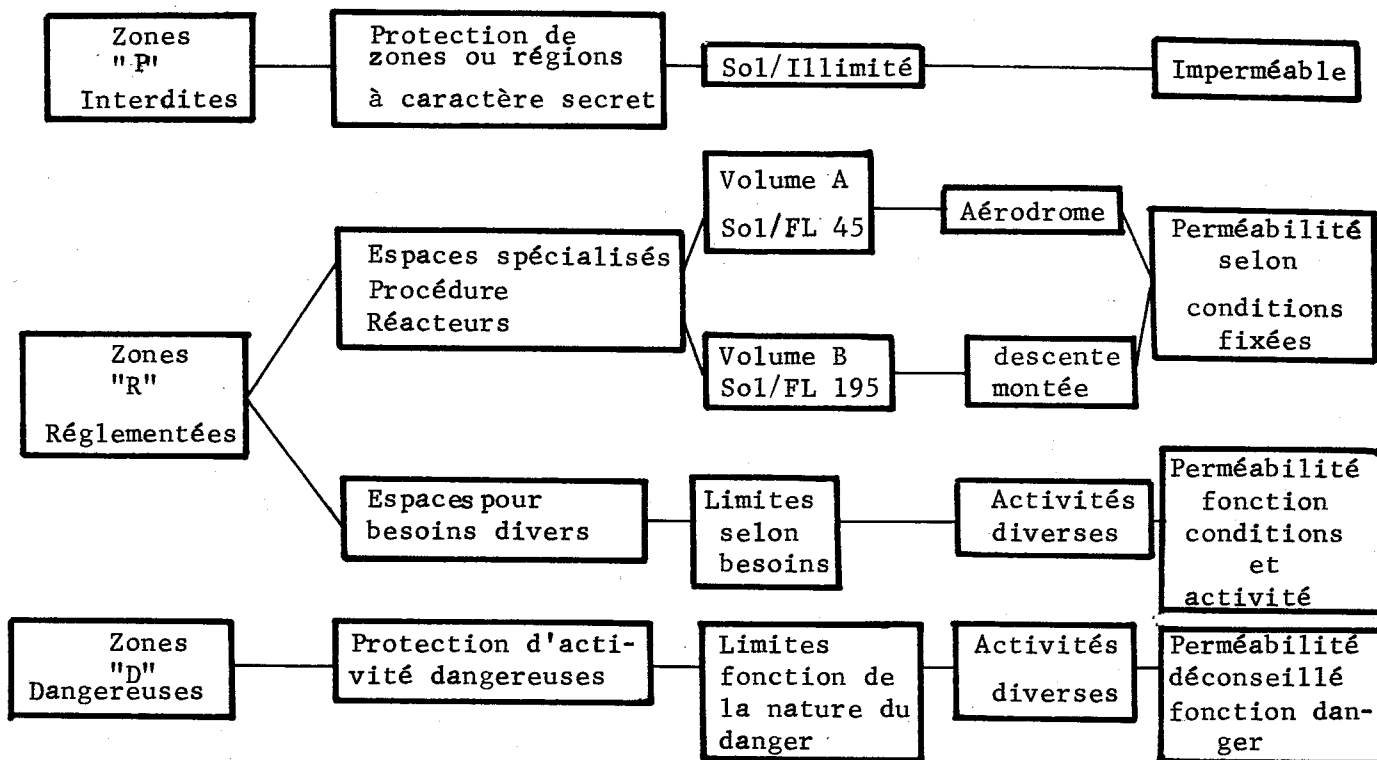 Zones
"P"
Interdites
Protection de
zones ou régions
à caractère secret
Sol/Illimité
Imperméable
Zones
"R"
Réglementées
Espaces spécialisés
Procédure
Réacteurs
Volume A
Sol/FL 45
Aérodrome
Volume B
Sol/FL 195
descente
montée
Perméabilité
selon
conditions
fixées
Espaces pour
besoins divers
Limites
selon
besoins
Activités
diverses
Perméabilité
fonction
conditions
et
activité
Zones
"D"
Dangereuses
Protection d'acti-
vité dangereuses
Limites
fonction de
la nature du
danger
Activités
diverses
Perméabilité
déconseillé
fonction dan-
ger